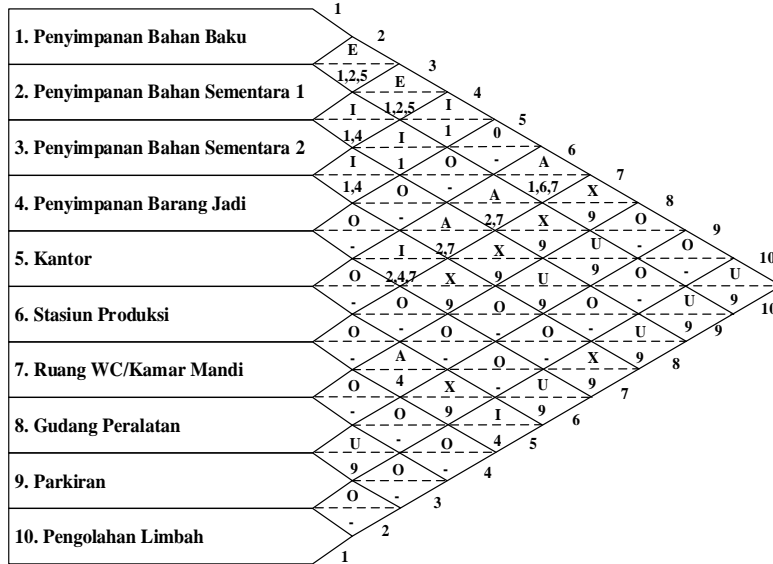 1
1. Penyimpanan Bahan Baku 2
E 3
1,2,5 E
2. Penyimpanan Bahan Sementara 1 4
I 1,2,5 I
5
1,4 I 1 0
3. Penyimpanan Bahan Sementara 2 6
I 1 O - A
7
1,4 O - A 1,6,7 X
4. Penyimpanan Barang Jadi 8
O - A 2,7 X 9 O
9
- I 2,7 X 9 U - O
5. Kantor 10
O 2,4,7 X 9 U 9 O - U
- O 9 O 9 O - U 9 10
6. Stasiun Produksi
O - O - O - U 9 9
- A - O - X 9 8
7. Ruang WC/Kamar Mandi
O 4 X - U 9 7
- O 9 I 9 6
8. Gudang Peralatan
U - O 4 5
9 O - 4
9. Parkiran
O - 3
- 2
10. Pengolahan Limbah
1